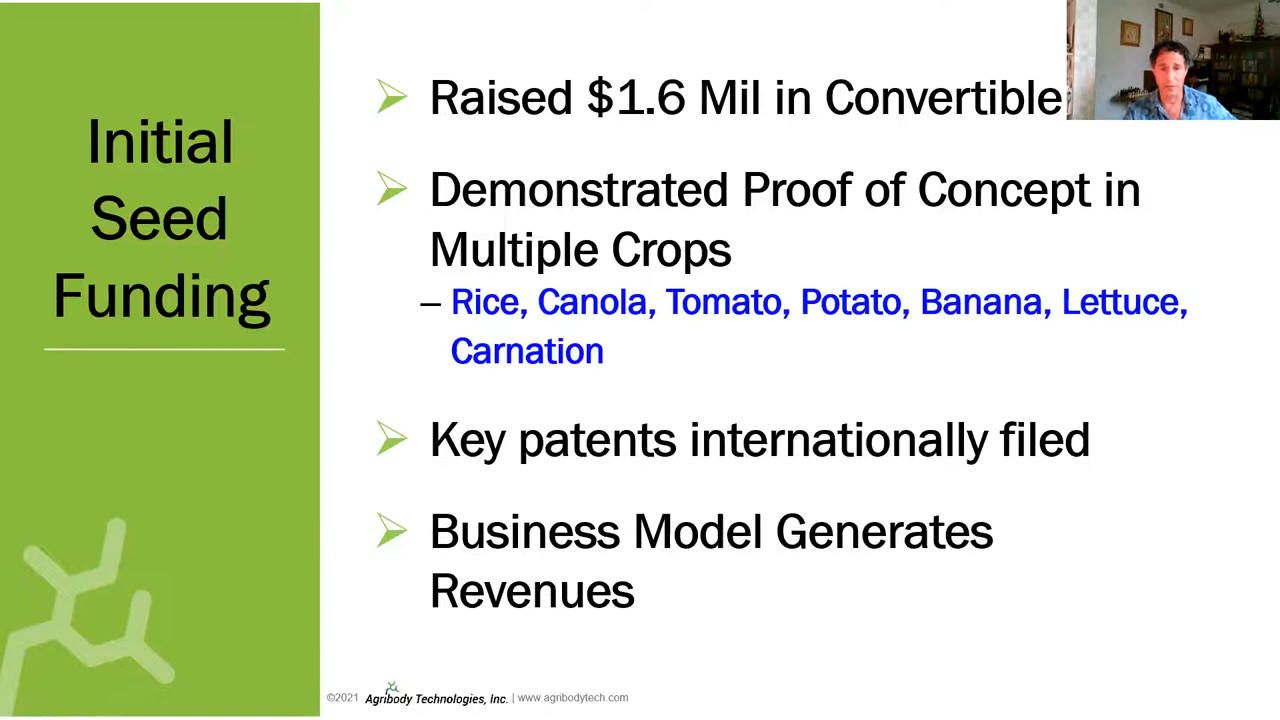 Initial
Seed
Funding
Raised $1.6 Mil in Convertible
Demonstrated Proof of Concept in
Multiple Crops
– Rice, Canola, Tomato, Potato, Banana, Lettuce,
Carnation
Key patents internationally filed
Business Model Generates
Revenues
©2021 Agribody Technologies, Inc. | www.agribodytech.com